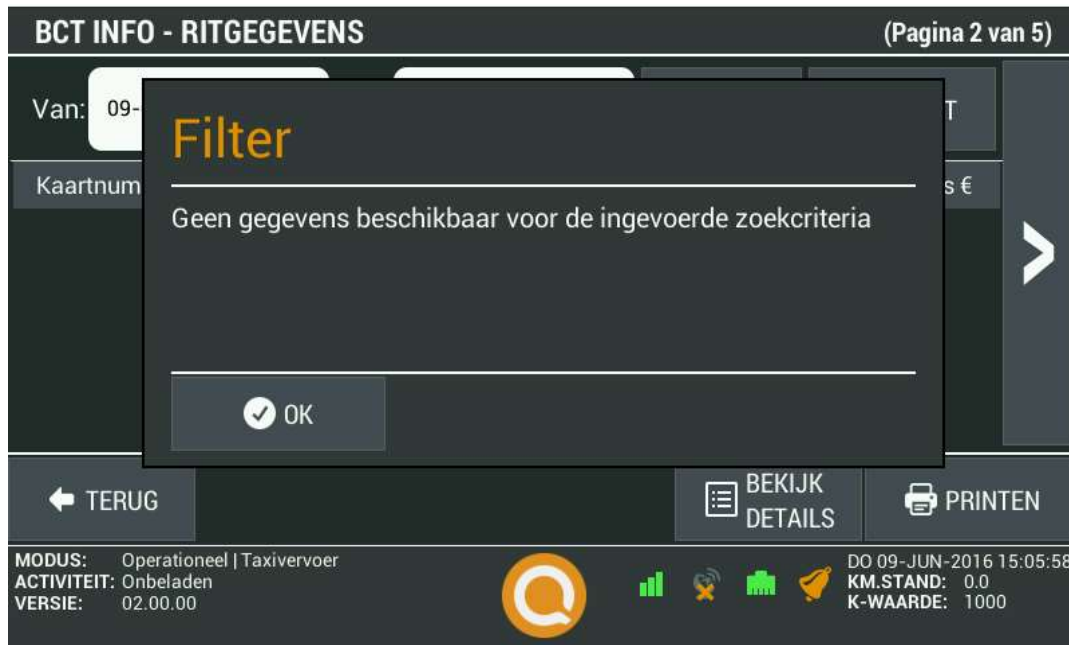 BCT INFO - RITGEGEVENS (Pagina 2 van 5)
Van: 09-
Filter
Geen gegevens beschikbaar voor de ingevoerde zoekcriteria
OK
TERUG
BEKIJK
DETAILS
PRINTEN
MODUS: Operationeel | Taxivervoer
ACTIVITEIT: Onbeladen
VERSIE: 02.00.00
DO 09-JUN-2016 15:05:58
KM.STAND: 0.0
K-WAARDE: 1000